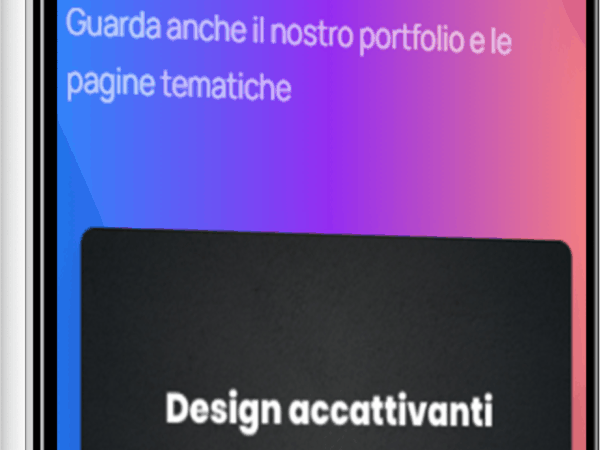 Guarda anche il nostro portfolio e le
pagine tematiche
Design accattivanti